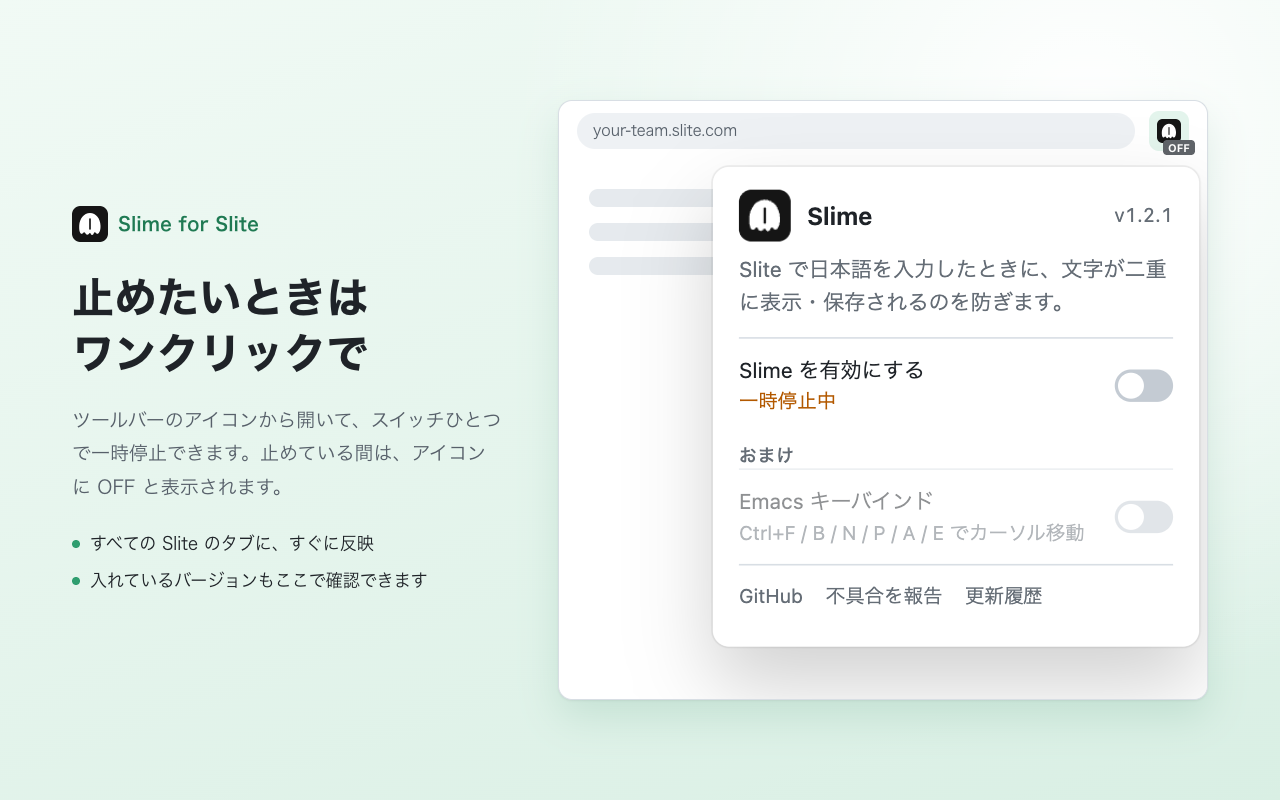 Slime for Slite
止めたいときは
ワンクリックで
ツールバーのアイコンから開いて、スイッチひとつ
で一時停止できます。止めている間は、アイコン
に OFF と表示されます。
すべての Slite のタブに、すぐに反映
入れているバージョンもここで確認できます
your-team.slite.com
OFF
Slime
v1.2.1
Slite で日本語を入力したときに、文字が二重
に表示・保存されるのを防ぎます。
Slime を有効にする
一時停止中
おまけ
Emacs キーバインド
Ctrl+F / B / N / P / A / E でカーソル移動
GitHub 不具合を報告 更新履歴